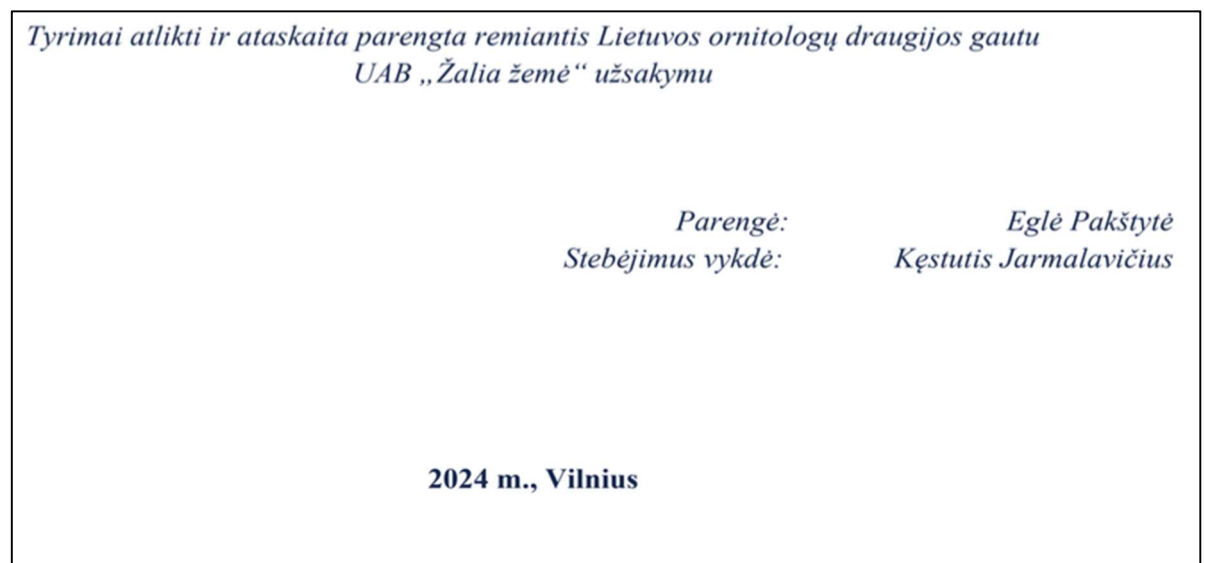 Tyrimai atlikti ir ataskaita parengta remiantis Lietuvos ornitologų draugijos gautu
UAB „Žalia žemė“ užsakymu
Parengė: Eglė Pakštytė
Stebėjimus vykdė: Kęstutis Jarmalavičius
2024 m., Vilnius